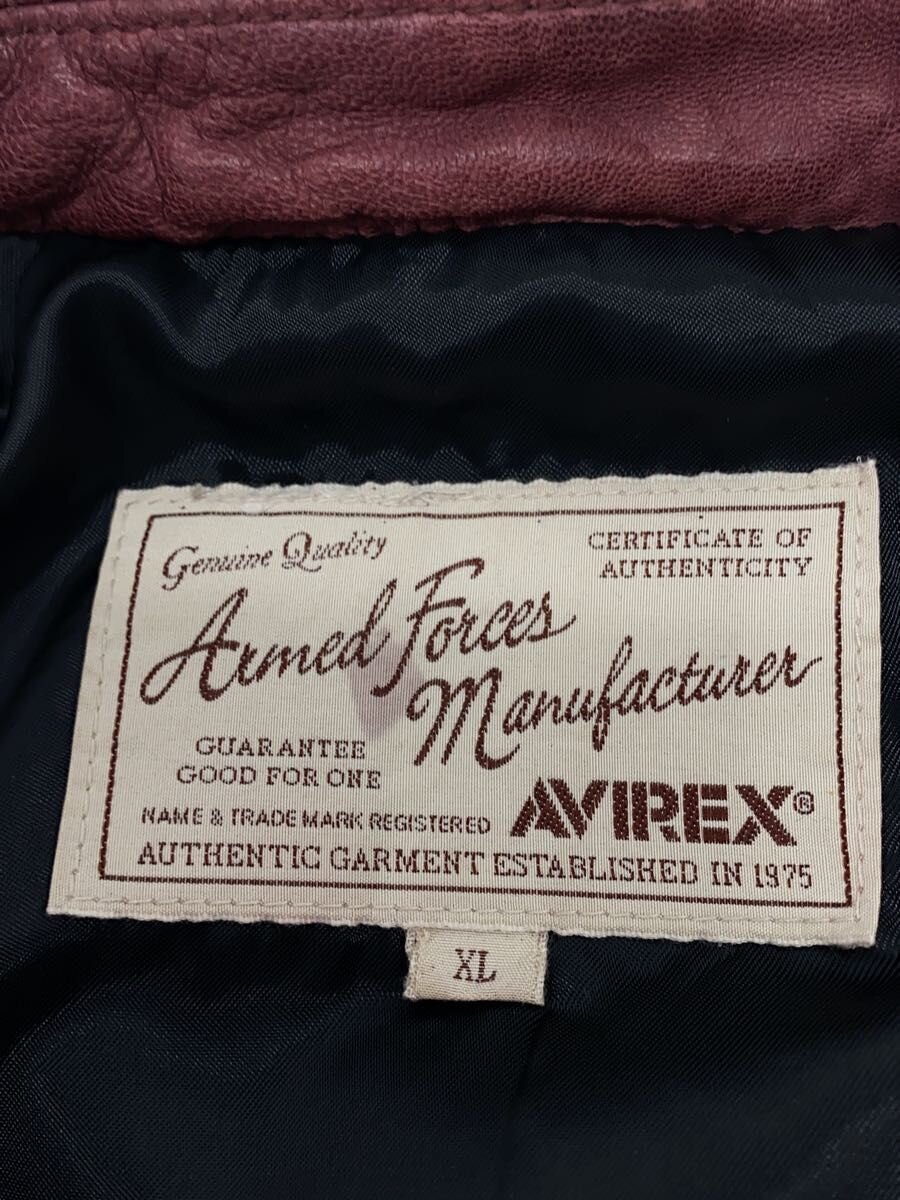 Genuine Quality
CERTIFICATE OF
AUTHENTICITY
Armed Forces
Manufacturer
GUARANTEE
GOOD FOR ONE
NAME & TRADE MARK REGISTERED
AVIREX®
AUTHENTIC GARMENT ESTABLISHED IN 1975
XL